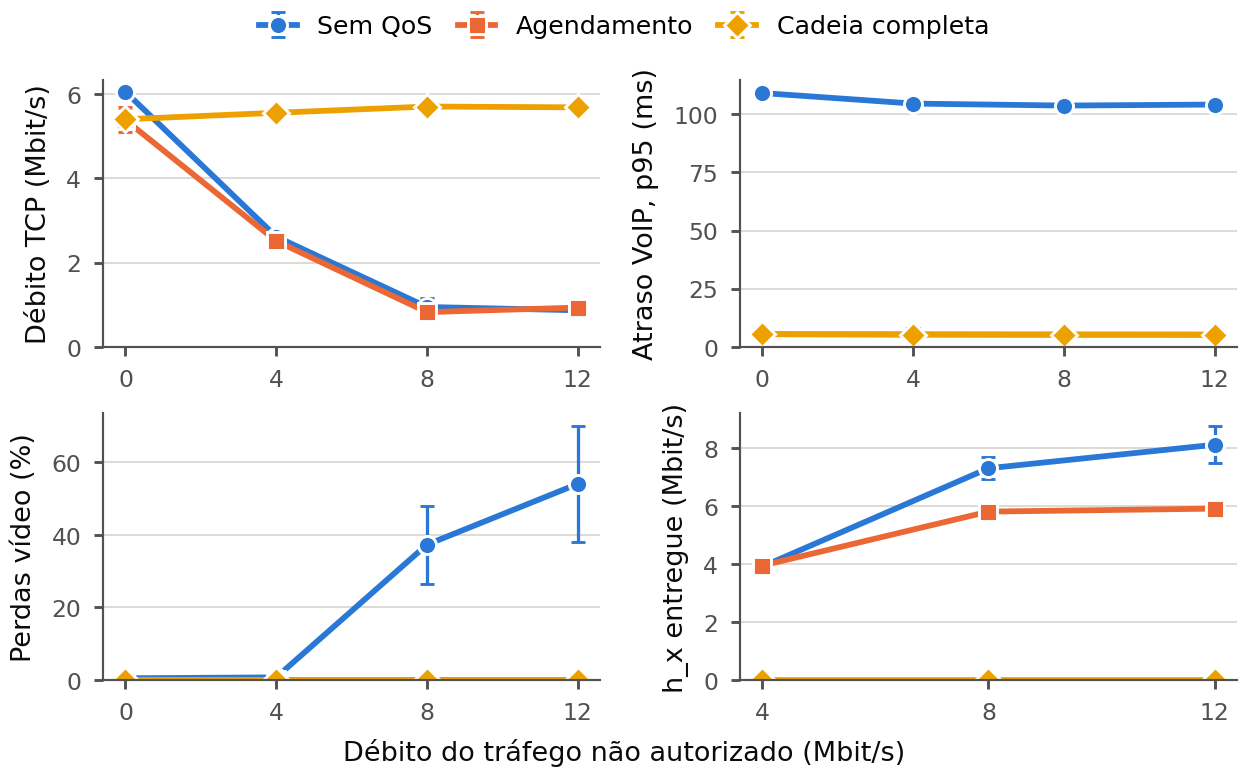 Sem QoS Agendamento Cadeia completa
Débito TCP (Mbit/s)
6
4
2
0
0 4 8 12
Atraso VoIP, p95 (ms)
100
75
50
25
0
0 4 8 12
Perdas vídeo (%)
60
40
20
0
0 4 8 12
h_x entregue (Mbit/s)
8
6
4
2
0
4 8 12
Débito do tráfego não autorizado (Mbit/s)